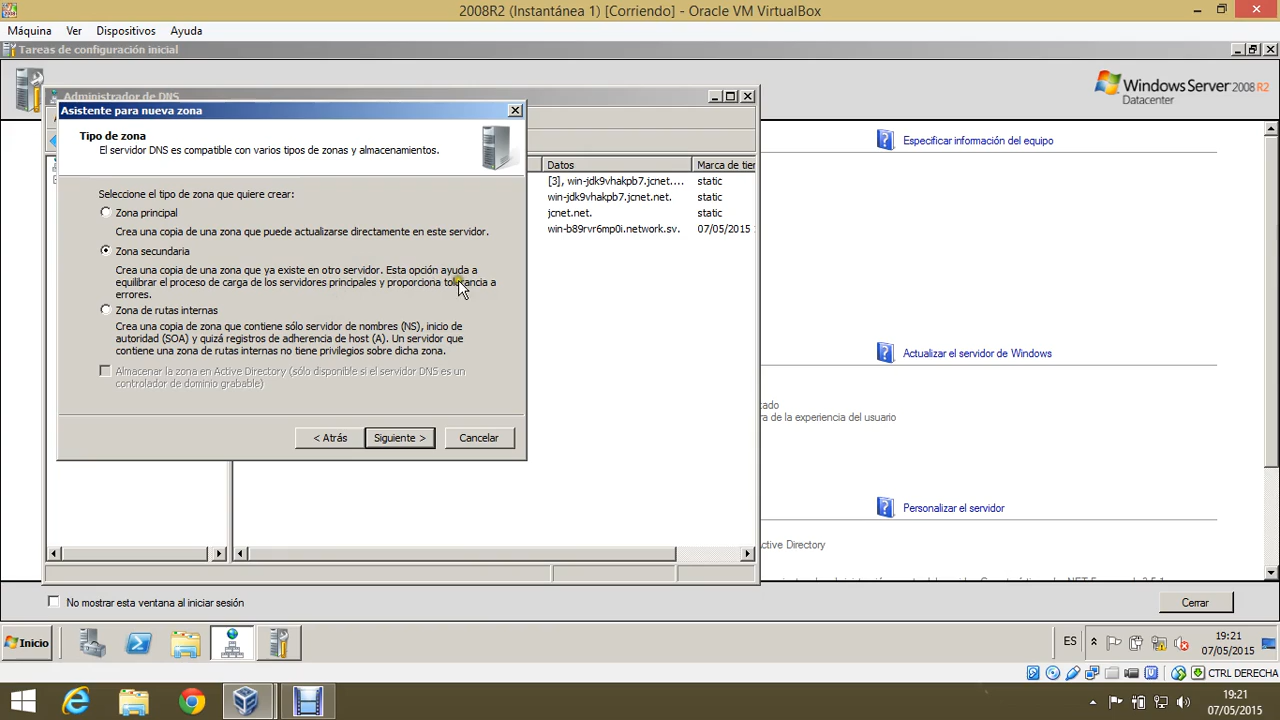 2008R2 (Instantánea 1) [Corriendo] - Oracle VM VirtualBox
Máquina Ver Dispositivos Ayuda
Tareas de configuración inicial
Windows Server 2008 R2
Datacenter
Administrador de DNS
Asistente para nueva zona
Tipo de zona
El servidor DNS es compatible con varios tipos de zonas y almacenamientos.
Seleccione el tipo de zona que quiere crear:
Zona principal
Crea una copia de una zona que puede actualizarse directamente en este servidor.
Zona secundaria
Crea una copia de una zona que ya existe en otro servidor. Esta opción ayuda a
equilibrar el proceso de carga de los servidores principales y proporciona tolerancia a
errores.
Zona de rutas internas
Crea una copia de zona que contiene sólo servidor de nombres (NS), inicio de
autoridad (SOA) y quizá registros de adherencia de host (A). Un servidor que
contiene una zona de rutas internas no tiene privilegios sobre dicha zona.
Almacenar la zona en Active Directory (sólo disponible si el servidor DNS es un
controlador de dominio grabable)
< Atrás Siguiente > Cancelar
Datos Marca de tier
[3], win-jdk9vhakpb7.jcnet.... static
win-jdk9vhakpb7.jcnet.net. static
jcnet.net. static
win-b89rvr6mp0i.network.sv. 07/05/2015
Especificar información del equipo
Actualizar el servidor de Windows
tado
ra de la experiencia del usuario
Personalizar el servidor
ctive Directory
No mostrar esta ventana al iniciar sesión
Cerrar
Inicio
ES
19:21
07/05/2015
CTRL DERECHA
19:21
07/05/2015